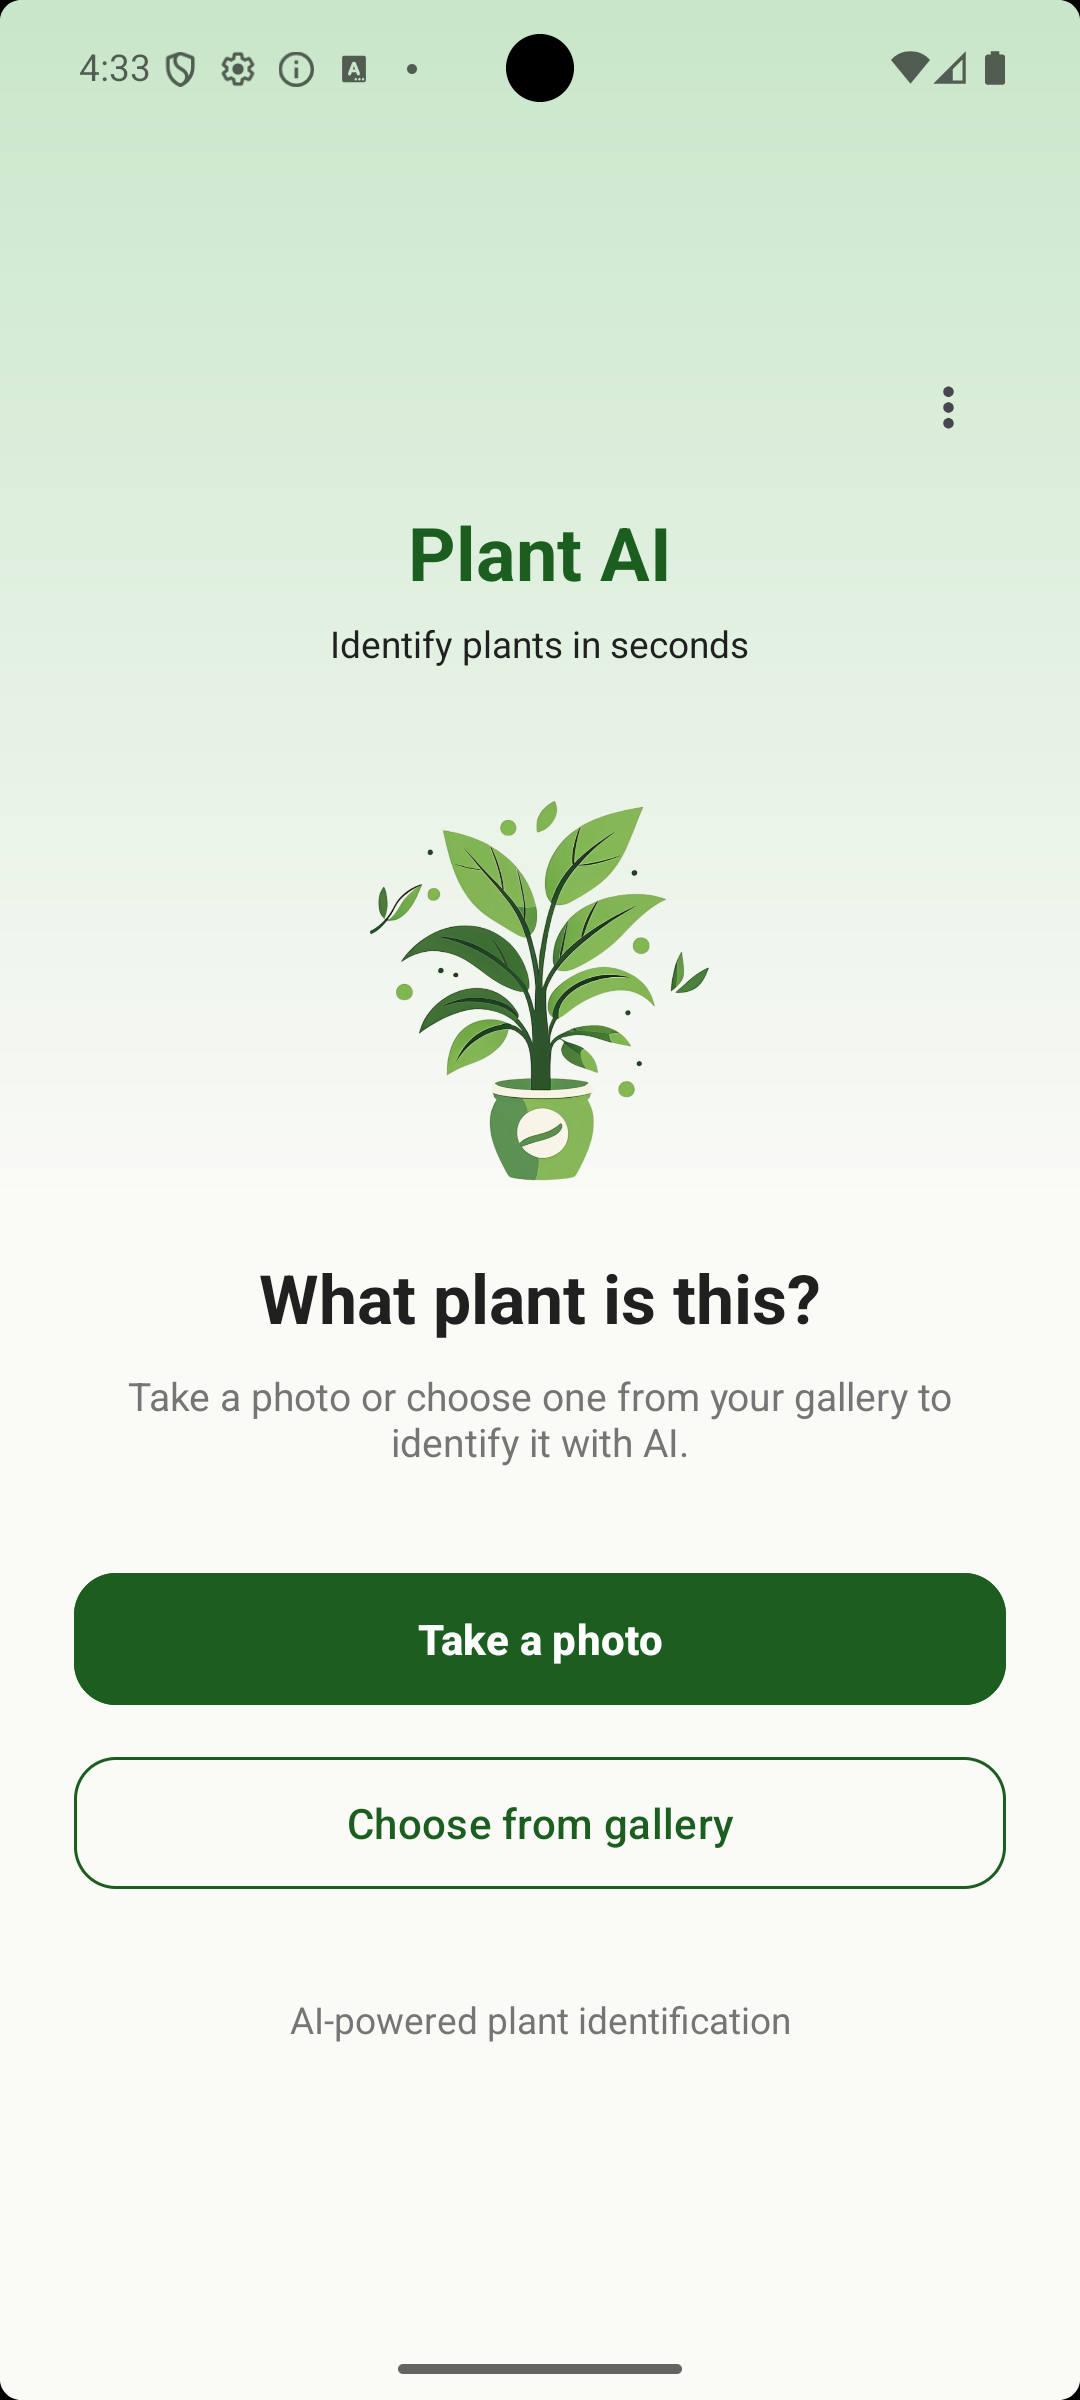 4:33
Plant AI
Identify plants in seconds
What plant is this?
Take a photo or choose one from your gallery to
identify it with AI.
Take a photo
Choose from gallery
AI-powered plant identification